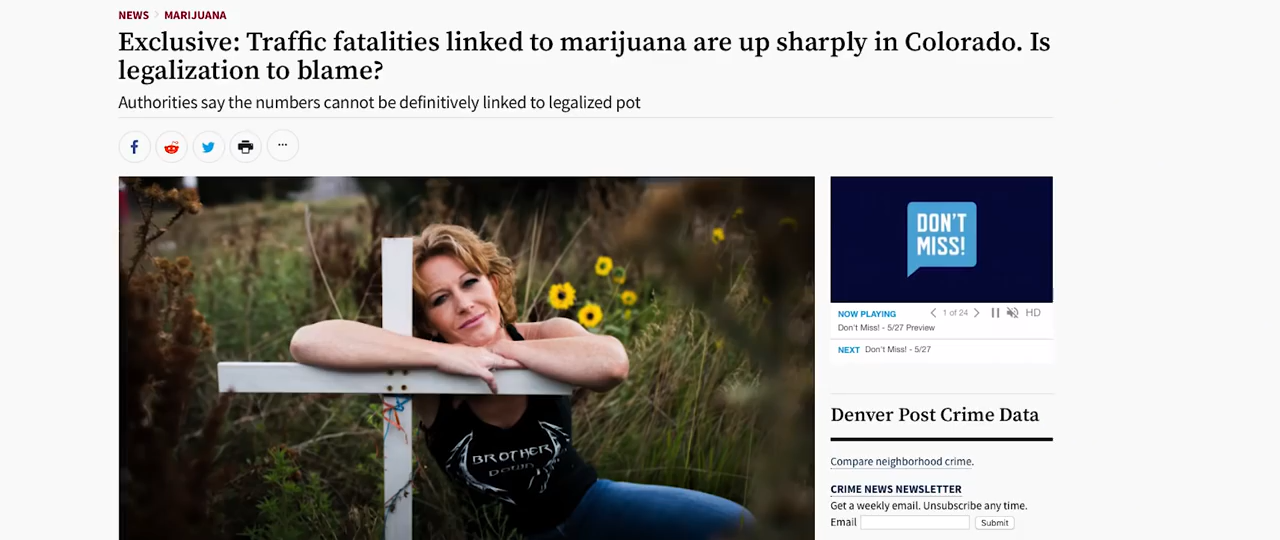 NEWS > MARIJUANA
Exclusive: Traffic fatalities linked to marijuana are up sharply in Colorado. Is
legalization to blame?
Authorities say the numbers cannot be definitively linked to legalized pot
BROTHER
DOWN
DON'T
MISS!
NOW PLAYING
1 of 24
HD
Don't Miss! - 5/27 Preview
NEXT Don't Miss! - 5/27
Denver Post Crime Data
Compare neighborhood crime.
CRIME NEWS NEWSLETTER
Get a weekly email. Unsubscribe any time.
Email
Submit